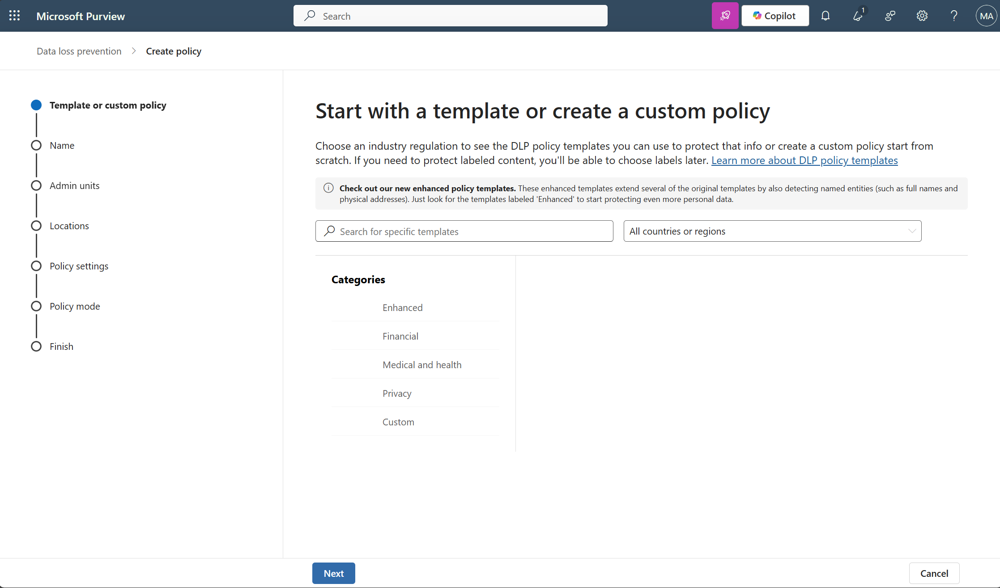 Microsoft Purview
Search
Copilot
1
MA
Data loss prevention
Create policy
Template or custom policy
Name
Admin units
Locations
Policy settings
Policy mode
Finish
Start with a template or create a custom policy
Choose an industry regulation to see the DLP policy templates you can use to protect that info or create a custom policy start from
scratch. If you need to protect labeled content, you'll be able to choose labels later. Learn more about DLP policy templates
Check out our new enhanced policy templates. These enhanced templates extend several of the original templates by also detecting named entities (such as full names and
physical addresses). Just look for the templates labeled 'Enhanced' to start protecting even more personal data.
Search for specific templates
All countries or regions
Categories
Enhanced
Financial
Medical and health
Privacy
Custom
Next
Cancel